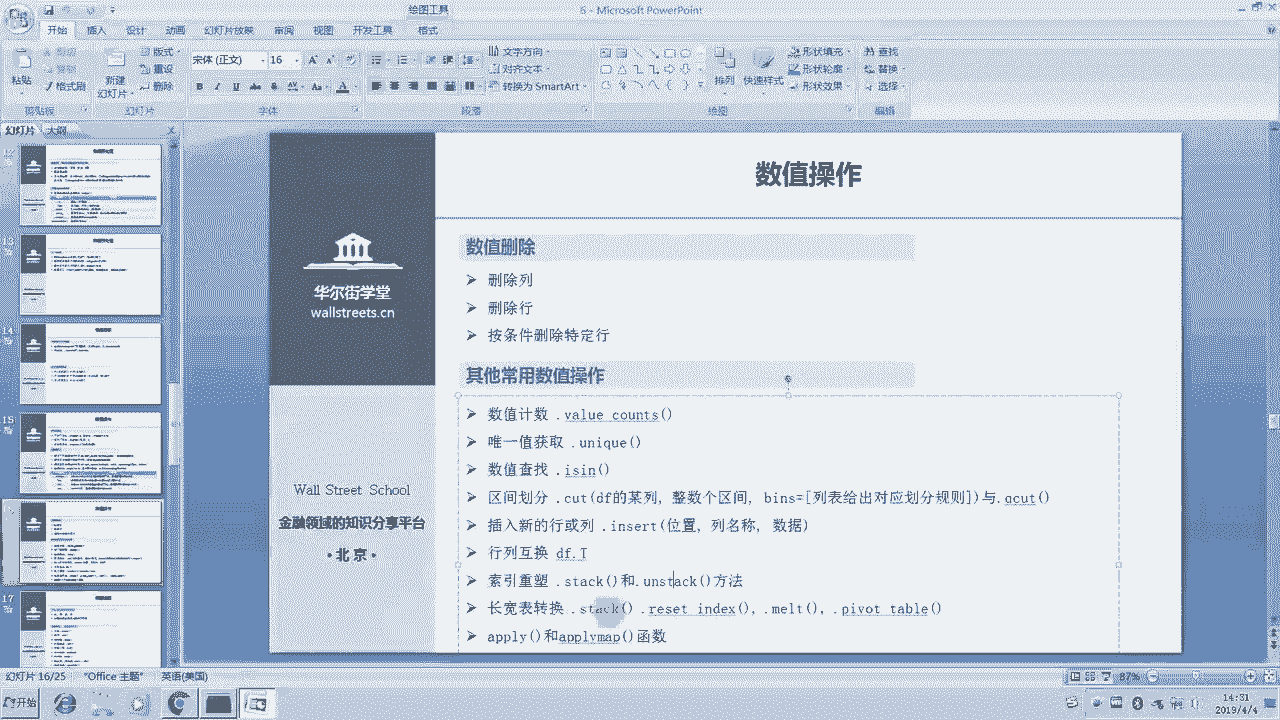 绘图工具
6 - Microsoft PowerPoint
开始
插入
设计
动画
幻灯片放映
审阅
视图
开发工具
格式
粘贴
格式刷
剪贴板
新建
幻灯片
版式
重设
删除
幻灯片
宋体 (正文)
16
字体
文字方向
对齐文本
转换为 SmartArt
段落
排列
快速样式
形状填充
形状轮廓
形状效果
绘图
查找
替换
选择
编辑
幻灯片
大纲
15
17
华尔街学堂
wallstreets.cn
金融领域的知识分享平台
北京
数值操作
数值删除
删除列
删除行
按条件删除特定行
其他常用数值操作
数值计数 .value_counts()
唯一值获取 .unique()
数值查找 .isin()
区间划分 .cut(df的某列, 整数个区间, bins=[列表给出对应划分规则])与.qcut()
插入新的行或列 .insert(位置, 列名称, 数据)
行列互换 df.T
索引重塑 .stack()和.unstack()方法
长宽表转换 .stack() .reset_index() .pivot_table()
和applymap()函数
幻灯片 16/25
"Office 主题"
英语(美国)
87%
开始
14:31
2019/4/4